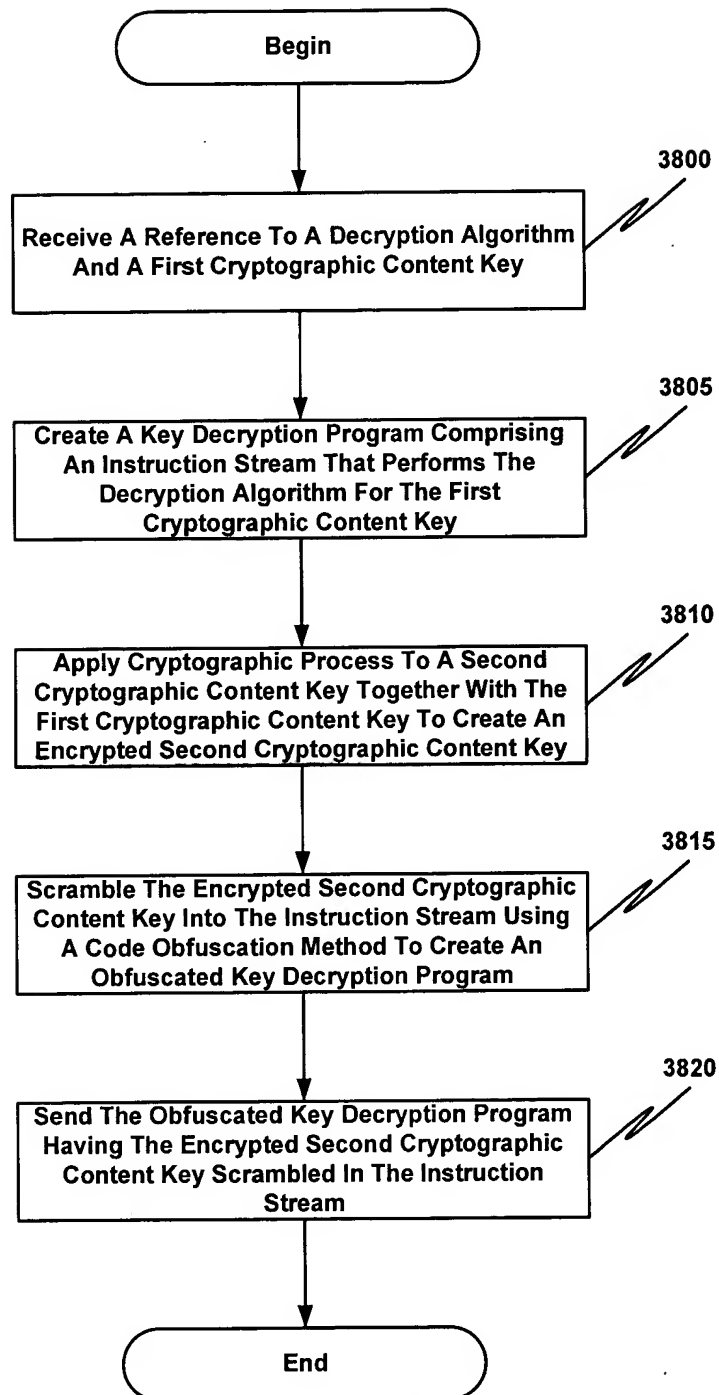 Begin
3800
Receive A Reference To A Decryption Algorithm
And A First Cryptographic Content Key
3805
Create A Key Decryption Program Comprising
An Instruction Stream That Performs The
Decryption Algorithm For The First
Cryptographic Content Key
3810
Apply Cryptographic Process To A Second
Cryptographic Content Key Together With The
First Cryptographic Content Key To Create An
Encrypted Second Cryptographic Content Key
3815
Scramble The Encrypted Second Cryptographic
Content Key Into The Instruction Stream Using
A Code Obfuscation Method To Create An
Obfuscated Key Decryption Program
3820
Send The Obfuscated Key Decryption Program
Having The Encrypted Second Cryptographic
Content Key Scrambled In The Instruction
Stream
End